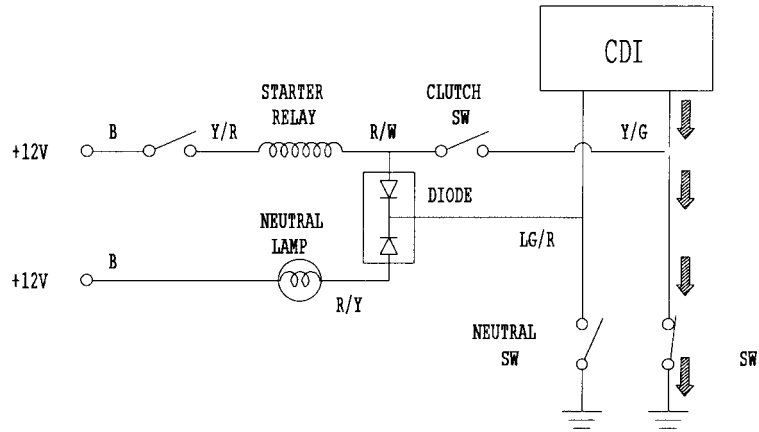 CDI
STARTER
RELAY
CLUTCH
SW
B
Y/R
R/W
Y/G
+12V
DIODE
NEUTRAL
LAMP
LG/R
B
+12V
R/Y
NEUTRAL
SW
SW